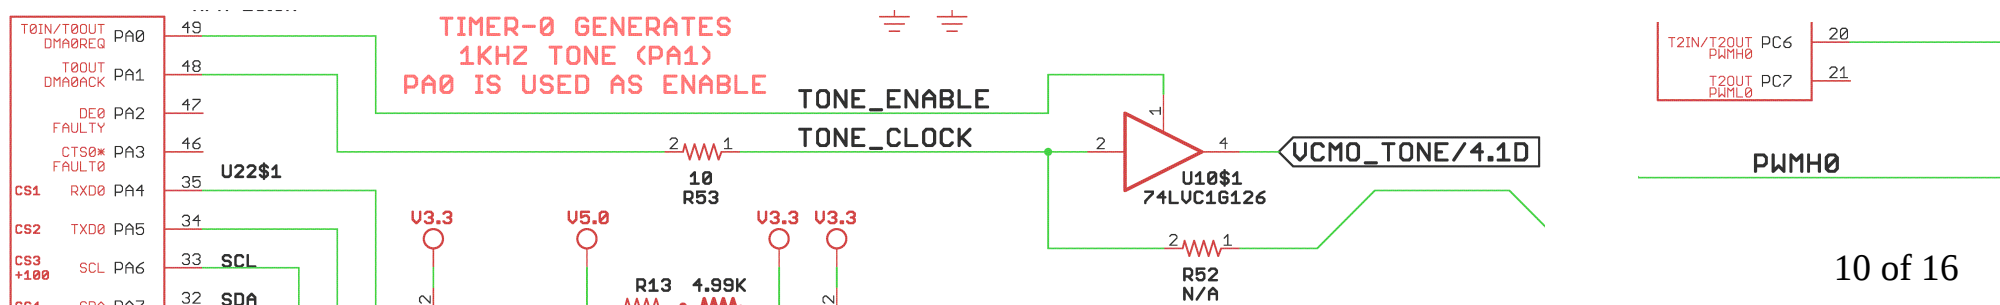 T0IN/T0OUT
DMA0REQ
PA0
49
T0OUT
DMA0ACK
PA1
48
DE0
FAULTY
PA2
47
CTS0*
FAULT0
PA3
46
U22$1
CS1 RXD0 PA4 35
CS2 TXD0 PA5 34
CS3
+100
SCL PA6 33 SCL
32 SDA
TIMER-0 GENERATES
1KHZ TONE (PA1)
PA0 IS USED AS ENABLE
TONE_ENABLE
TONE_CLOCK
2 1
10
R53
1
2
4
U10$1
74LVC1G126
VCMO_TONE/4.1D
2 1
R52
N/A
V3.3
V5.0
V3.3
V3.3
2
R13
4.99K
2
T2IN/T2OUT
PWMH0
PC6
20
T2OUT
PWML0
PC7
21
PWMH0
10 of 16